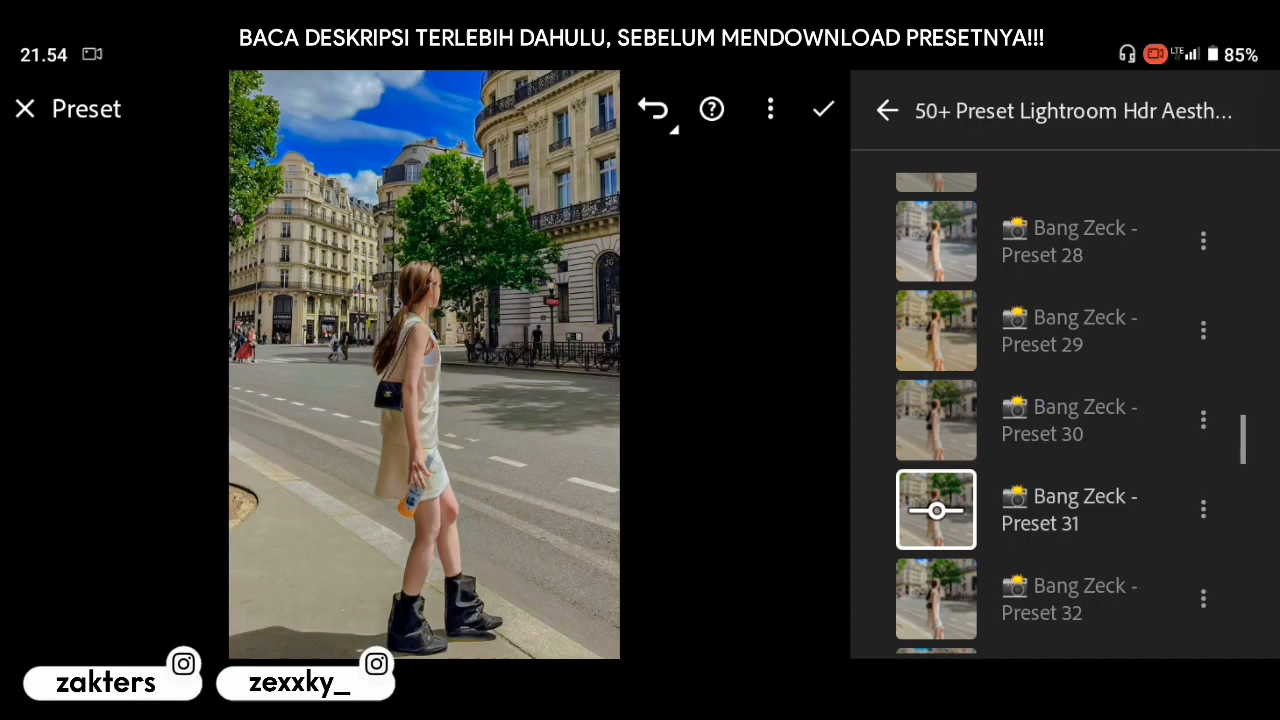 BACA DESKRIPSI TERLEBIH DAHULU, SEBELUM MENDOWNLOAD PRESETNYA!!!
21.54
LTE
85%
Preset
50+ Preset Lightroom Hdr Aesth...
Bang Zeck -
Preset 28
Bang Zeck -
Preset 29
Bang Zeck -
Preset 30
Bang Zeck -
Preset 31
Bang Zeck -
Preset 32
zakters
zexxky_